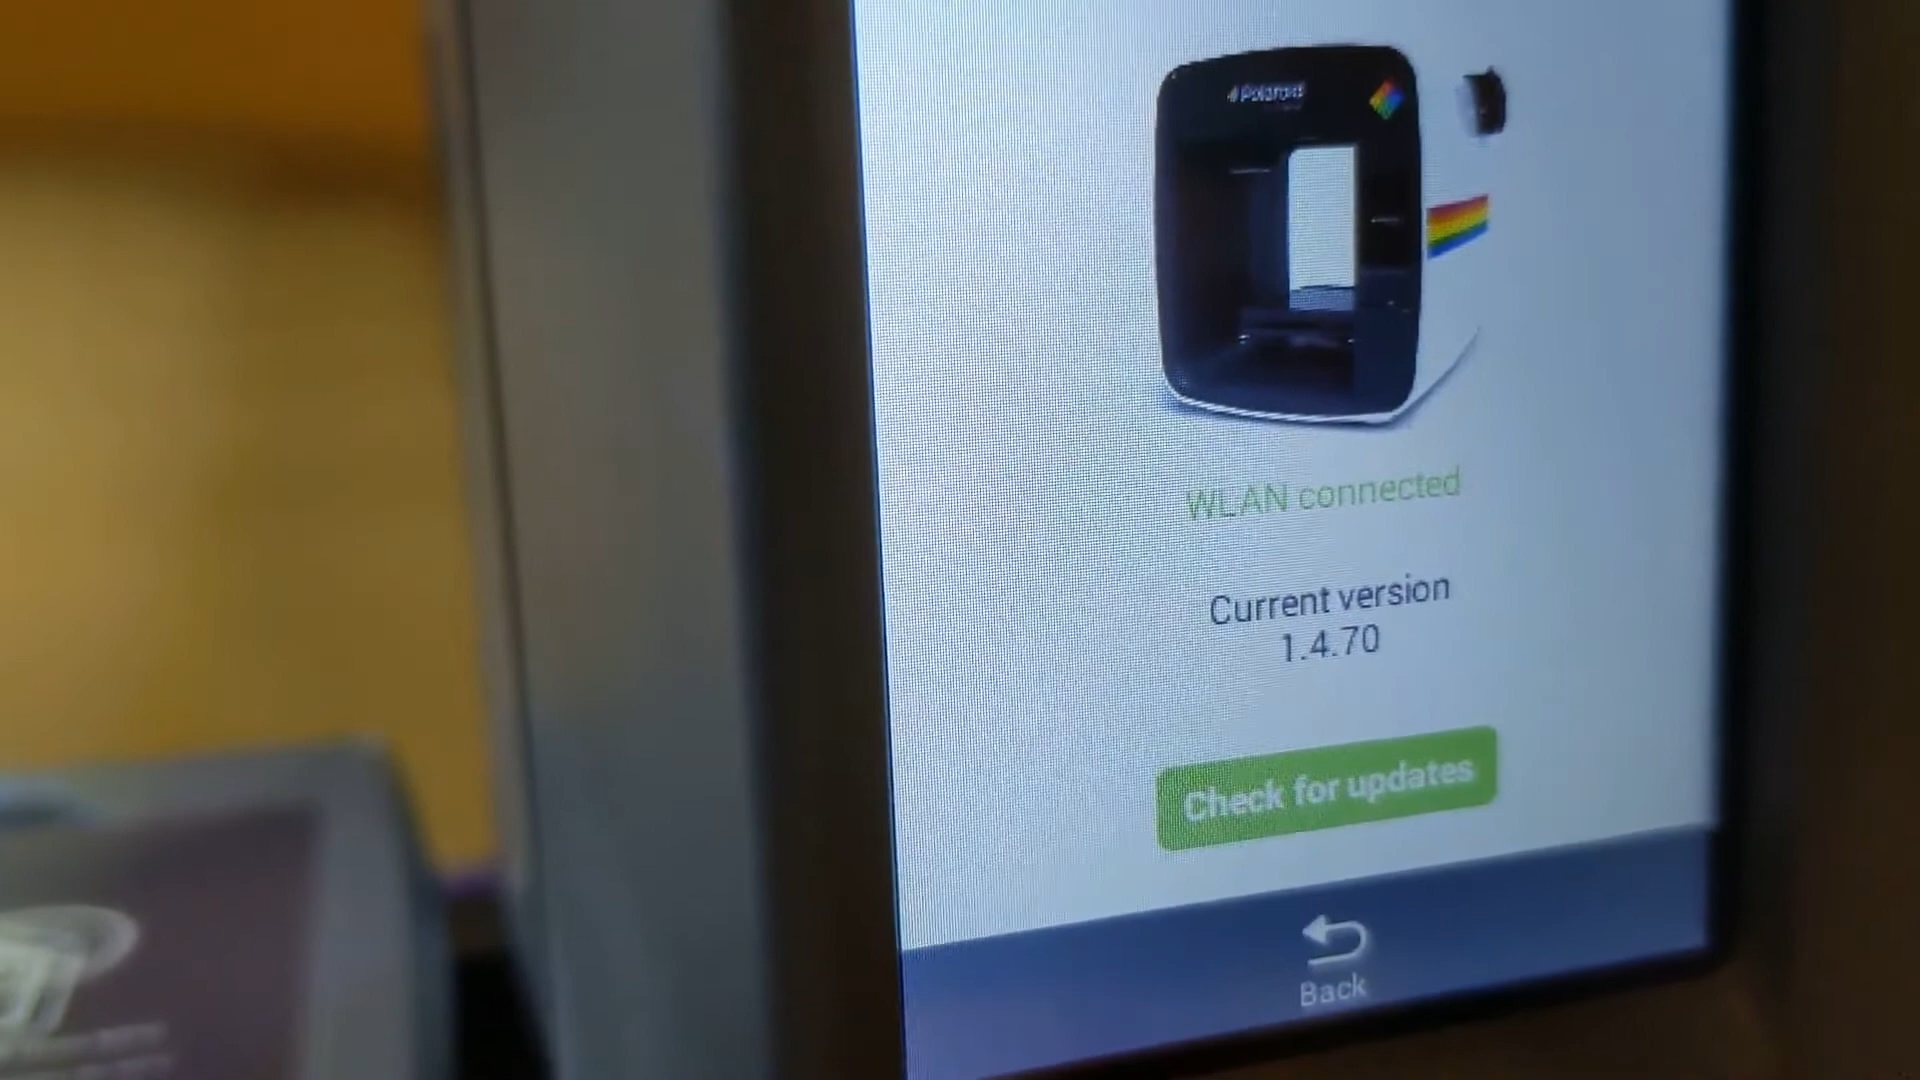 Polaroid
WLAN connected
Current version
1.4.70
Check for updates
Back